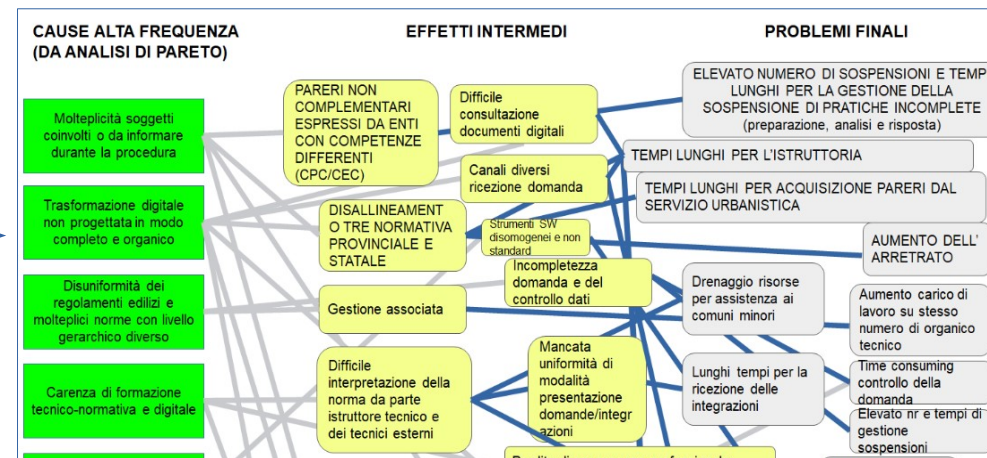 CAUSE ALTA FREQUENZA
(DA ANALISI DI PARETO)
EFFETTI INTERMEDI
PROBLEMI FINALI
Molteplicità soggetti
coinvolti o da informare
durante la procedura
Trasformazione digitale
non progettata in modo
completo e organico
Disuniformità dei
regolamenti edilizi e
molteplici norme con livello
gerarchico diverso
Carenza di formazione
tecnico-normativa e digitale
PARERI NON
COMPLEMENTARI
ESPRESSI DA ENTI
CON COMPETENZE
DIFFERENTI
(CPC/CEC)
Difficile
consultazione
documenti digitali
Canali diversi
ricezione domanda
DISALLINEAMENT
O TRE NORMATIVA
PROVINCIALE E
STATALE
Strumenti SW
disomogenei e non
standard
Incompletezza
domanda e del
controllo dati
Gestione associata
Difficile
interpretazione della
norma da parte
istruttore tecnico e
dei tecnici esterni
Mancata
uniformità di
modalità
presentazione
domande/integr
azioni
ELEVATO NUMERO DI SOSPENSIONI E TEMPI
LUNGHI PER LA GESTIONE DELLA
SOSPENSIONE DI PRATICHE INCOMPLETE
(preparazione, analisi e risposta)
TEMPI LUNGHI PER L'ISTRUTTORIA
TEMPI LUNGHI PER ACQUISIZIONE PARERI DAL
SERVIZIO URBANISTICA
AUMENTO DELL'
ARRETRATO
Drenaggio risorse
per assistenza ai
comuni minori
Aumento carico di
lavoro su stesso
numero di organico
tecnico
Lunghi tempi per la
ricezione delle
integrazioni
Time consuming
controllo della
domanda
Elevato nr e tempi di
gestione
sospensioni